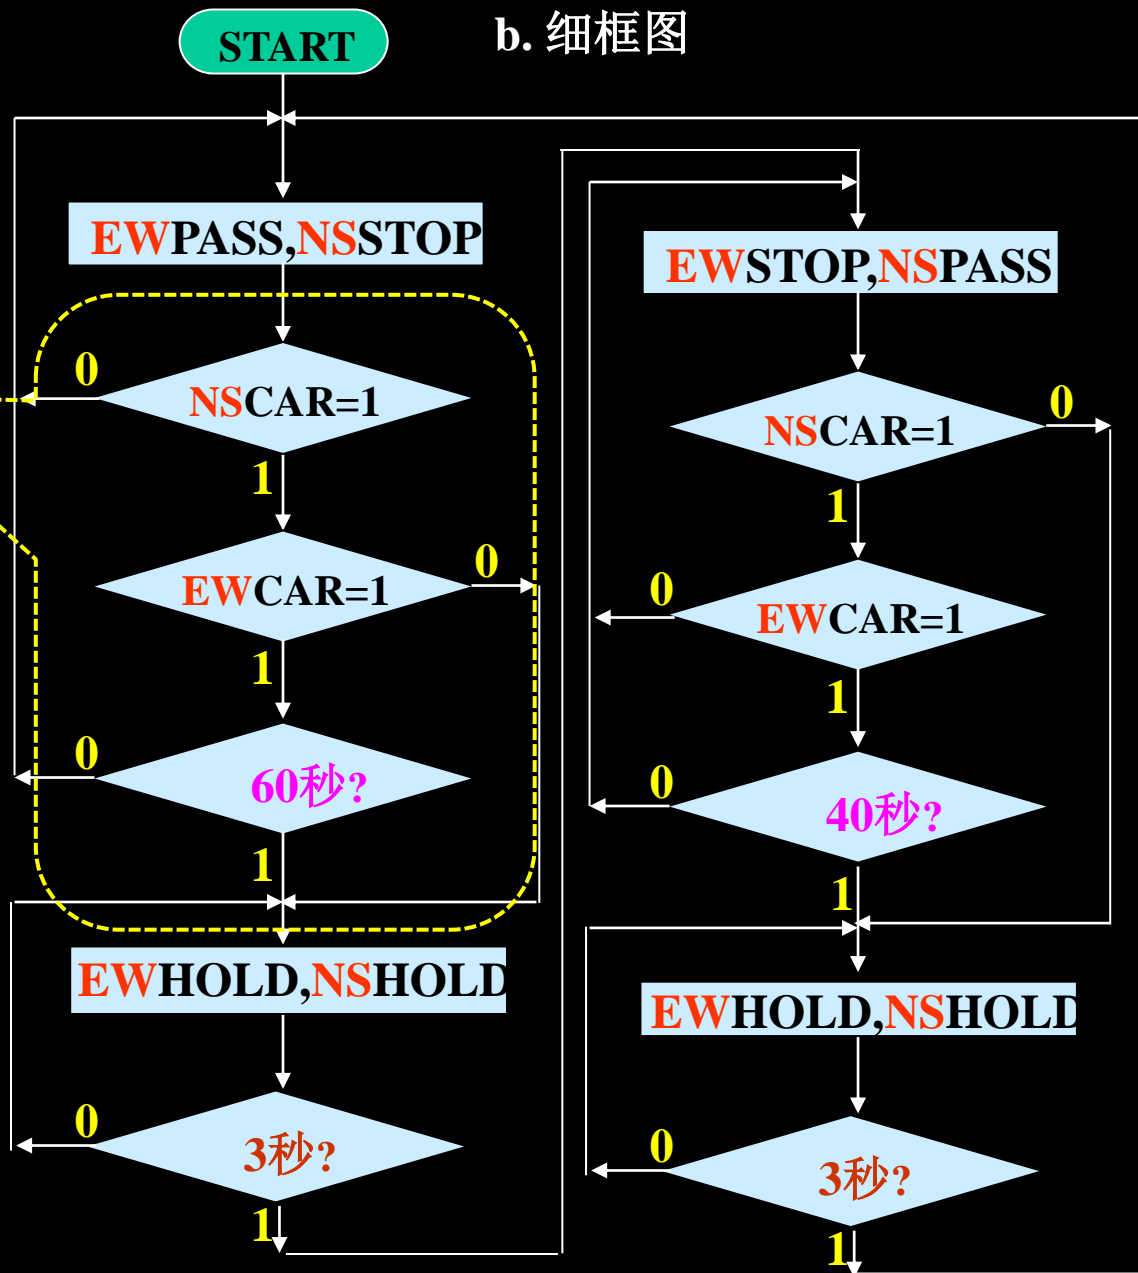 b. 细框图
START
EWPASS,NSSTOP
0
NSCAR=1
1
EWCAR=1
0
1
0
60秒?
1
EWHOLD,NSHOLD
0
3秒?
1
EWSTOP,NSPASS
NSCAR=1
0
1
0
EWCAR=1
1
0
40秒?
1
EWHOLD,NSHOLD
0
3秒?
1